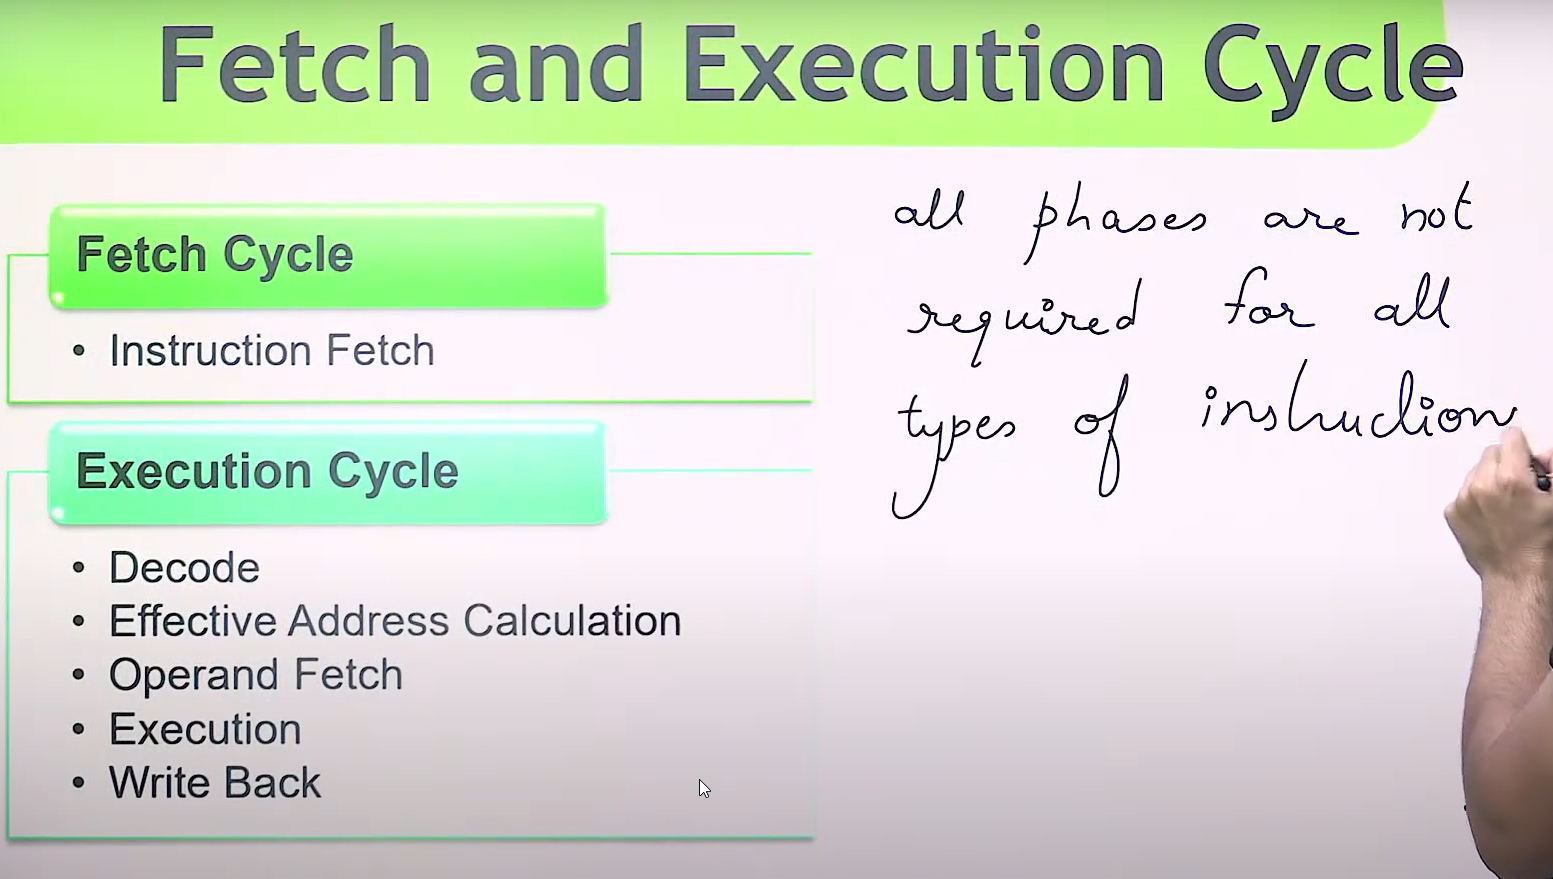 Fetch and Execution Cycle
Fetch Cycle
• Instruction Fetch
Execution Cycle
• Decode
• Effective Address Calculation
• Operand Fetch
• Execution
• Write Back
all phases are not
required for all
types of instruction